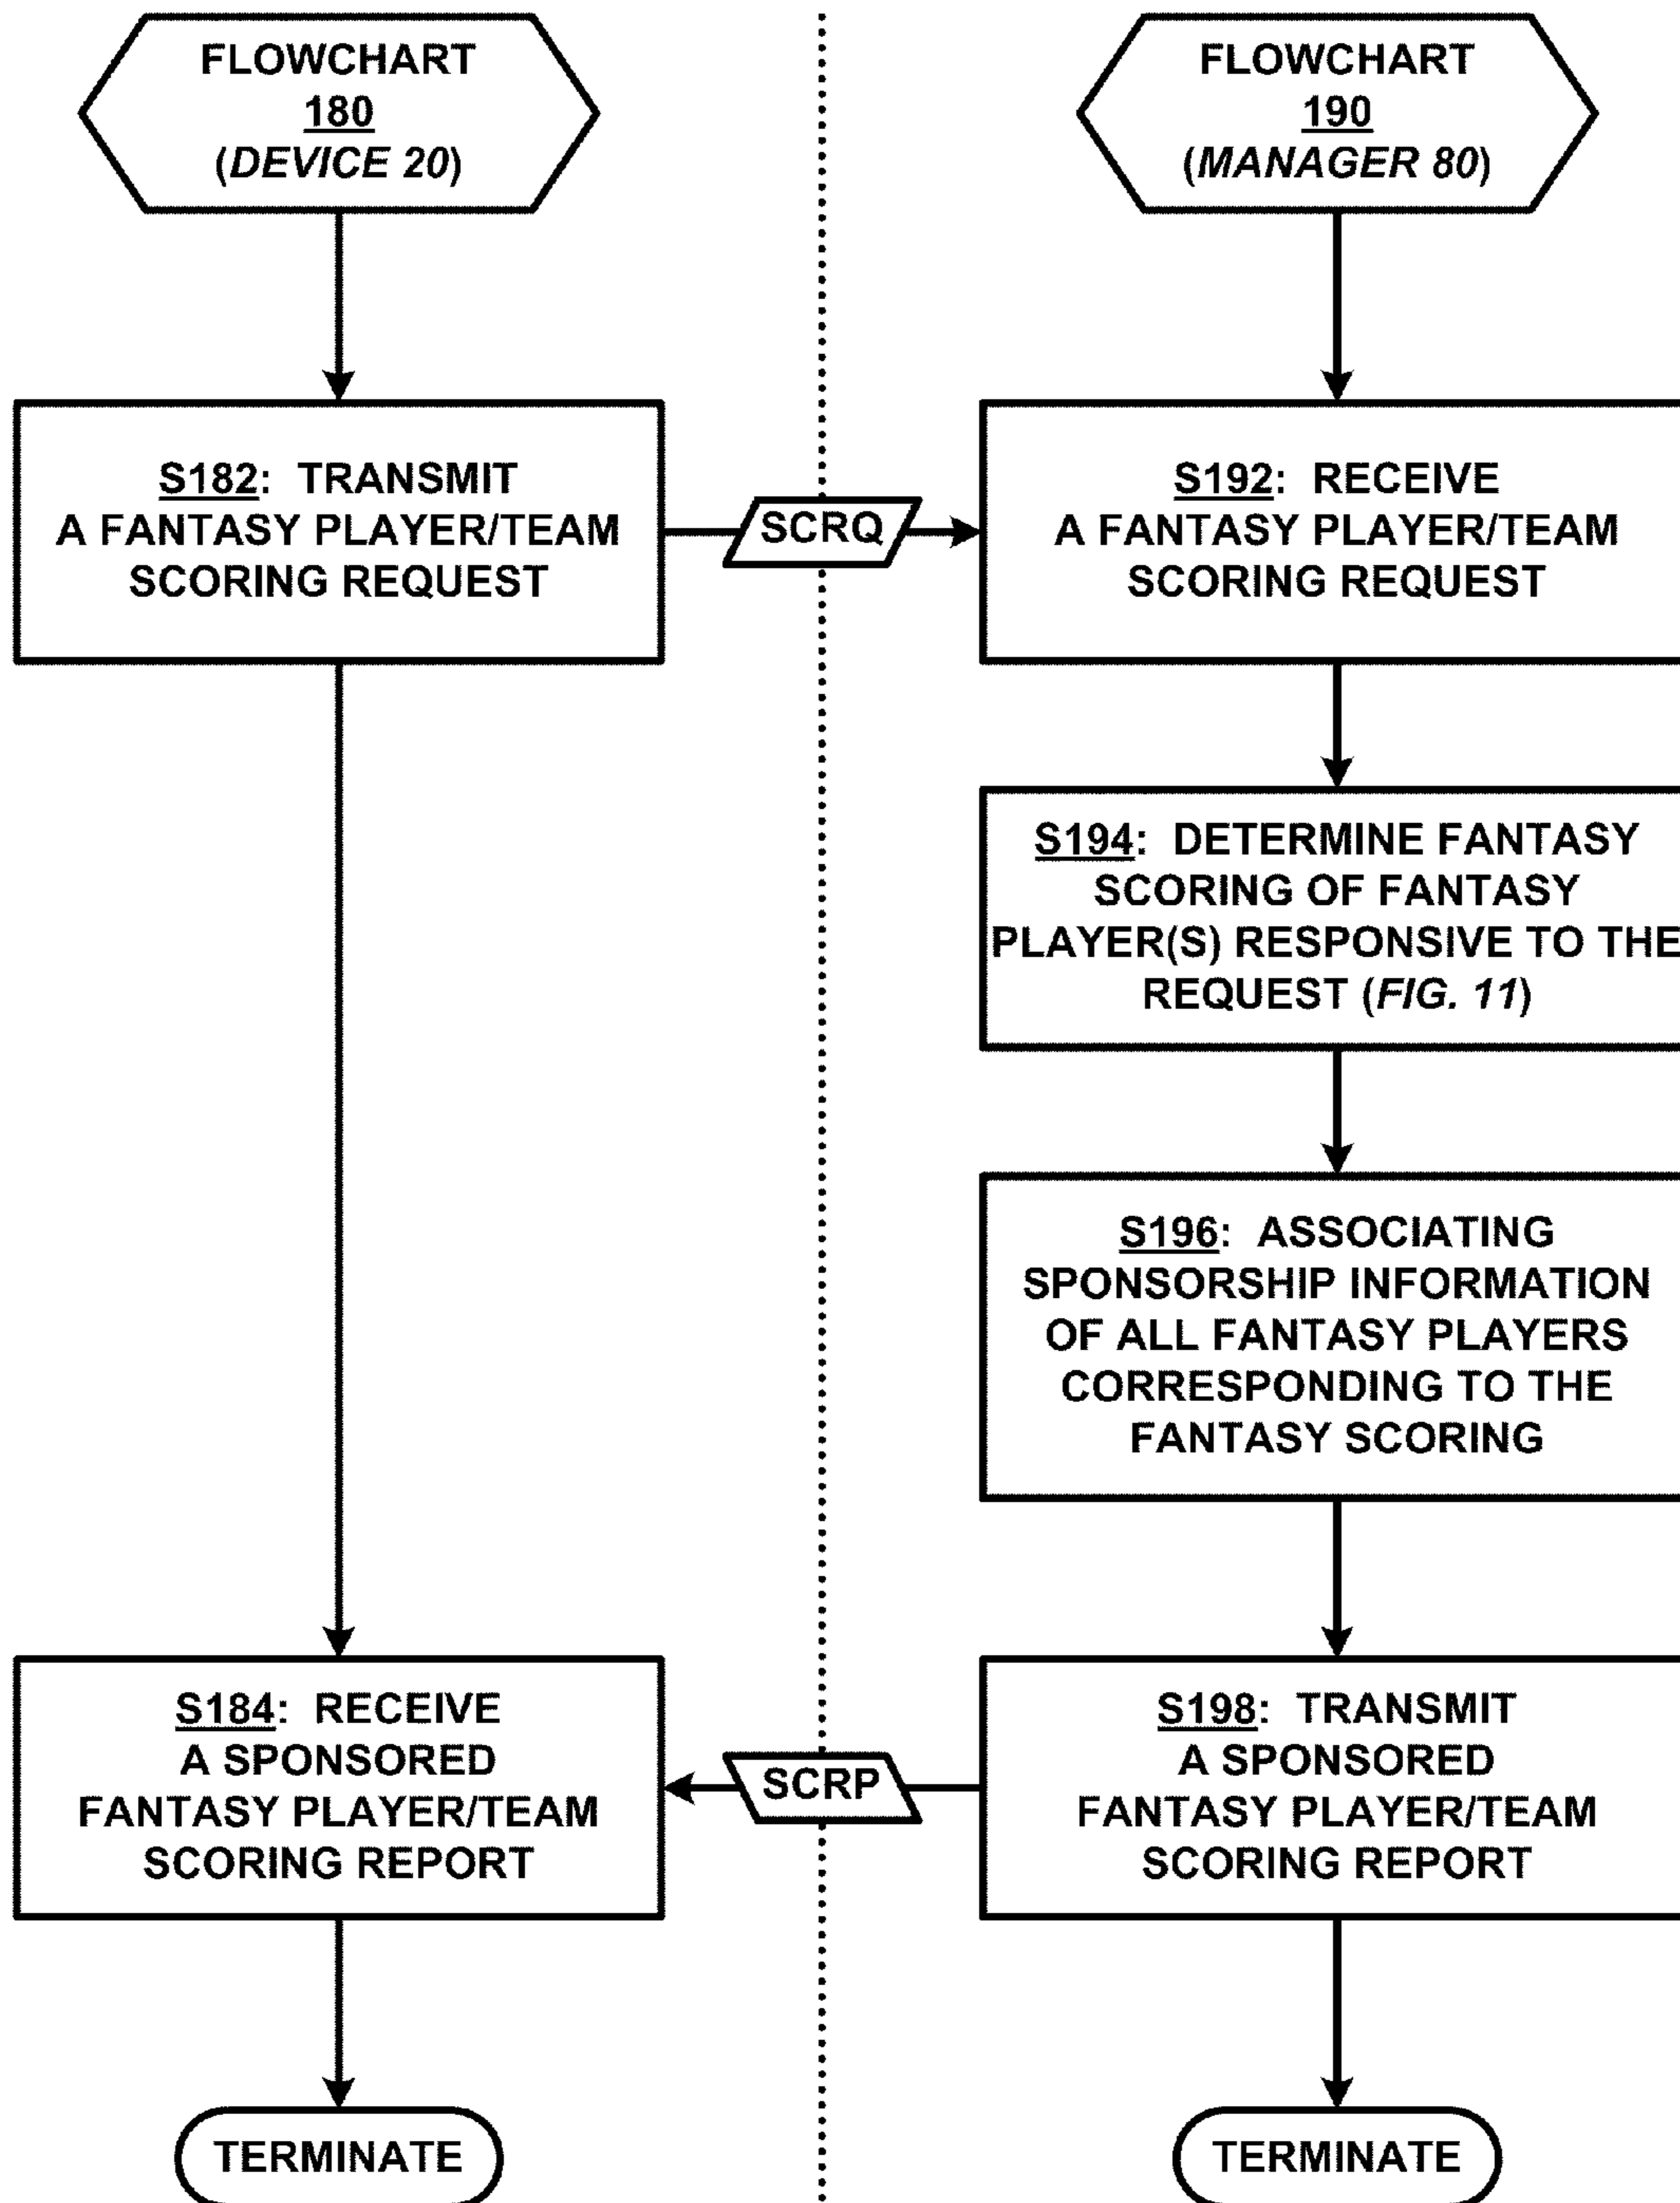 FLOWCHART
180
(DEVICE 20)
FLOWCHART
190
(MANAGER 80)
S182: TRANSMIT
A FANTASY PLAYER/TEAM
SCORING REQUEST
SCRQ
S192: RECEIVE
A FANTASY PLAYER/TEAM
SCORING REQUEST
S194: DETERMINE FANTASY
SCORING OF FANTASY
PLAYER(S) RESPONSIVE TO THE
REQUEST (FIG. 11)
S196: ASSOCIATING
SPONSORSHIP INFORMATION
OF ALL FANTASY PLAYERS
CORRESPONDING TO THE
FANTASY SCORING
S184: RECEIVE
A SPONSORED
FANTASY PLAYER/TEAM
SCORING REPORT
SCRP
S198: TRANSMIT
A SPONSORED
FANTASY PLAYER/TEAM
SCORING REPORT
TERMINATE
TERMINATE